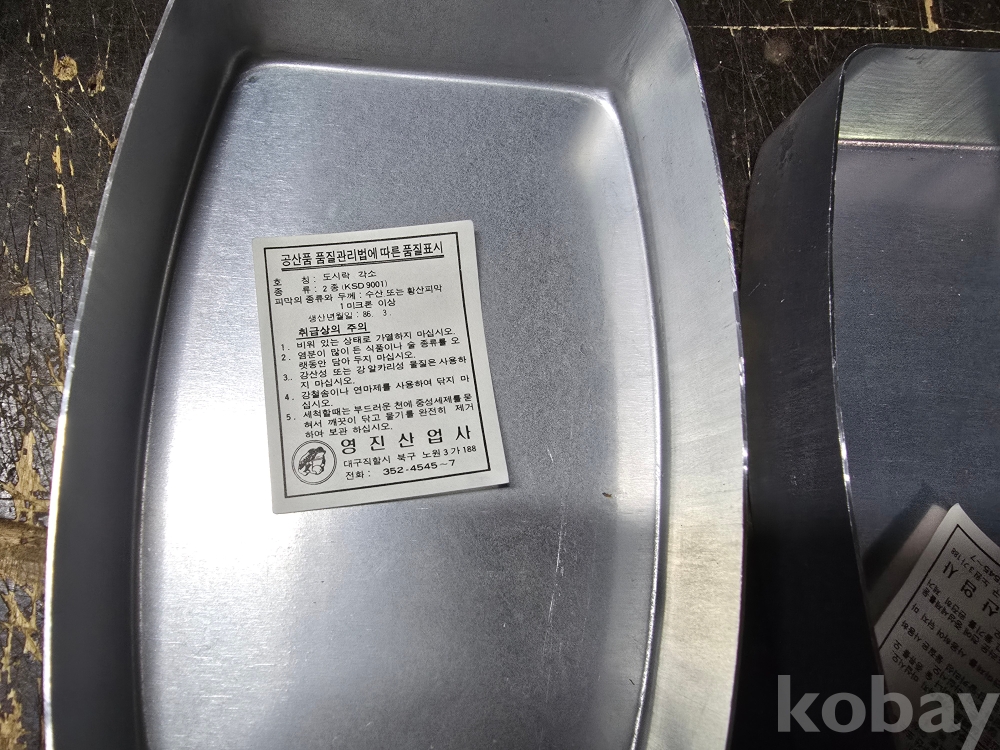 공산품 품질관리법에 따른 품질표시
호 칭 : 도시락 각소
종 류 : 2 종 (KSD 9001)
피막의 종류와 두께 : 수산 또는 황산피막
1 미크론 이상
생산년월일 : 86. 3.
취급상의 주의
1. 비워 있는 상태로 가열하지 마십시오.
2. 염분이 많이 든 식품이나 술 종류를 오
랫동안 담아 두지 마십시오.
3. 강산성 또는 강알카리성 물질은 사용하
지 마십시오.
4. 강철솜이나 연마제를 사용하여 닦지 마
십시오.
5. 세척할때는 부드러운 천에 중성세제를 묻
혀서 깨끗이 닦고 물기를 완전히 제거
하여 보관 하십시오.
영진산업사
대구직할시 북구 노원 3 가 188
전화 : 352-4545~7
산업사
노원 3 가 188
kobay